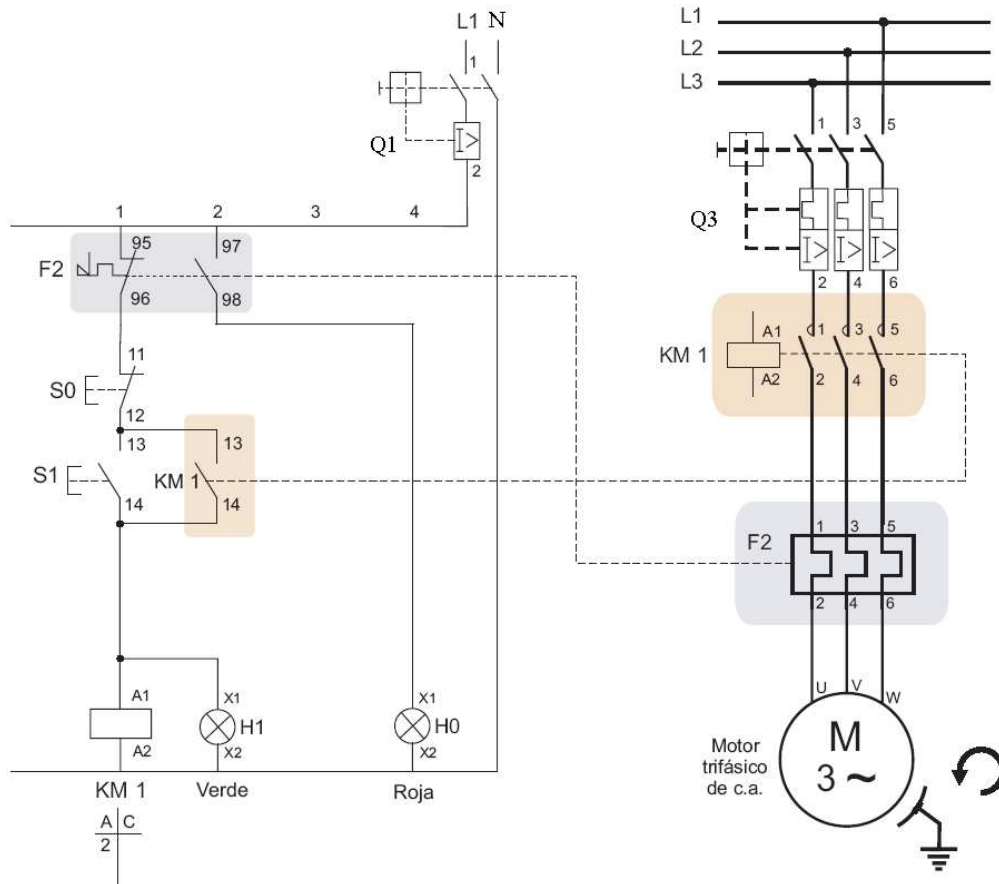 L1 N
1
Q1
2
1 2 3 4
95 97
F2
96 98
11
S0
12
13 13
S1 KM 1
14 14
A1 X1 X1
H1 H0
A2 X2 X2
KM 1 Verde Roja
A C
2
L1
L2
L3
1 3 5
Q3
2 4 6
A1 1 3 5
KM 1
A2 2 4 6
F2
1 3 5
2 4 6
U V W
M
3 ~
Motor
trifásico
de c.a.